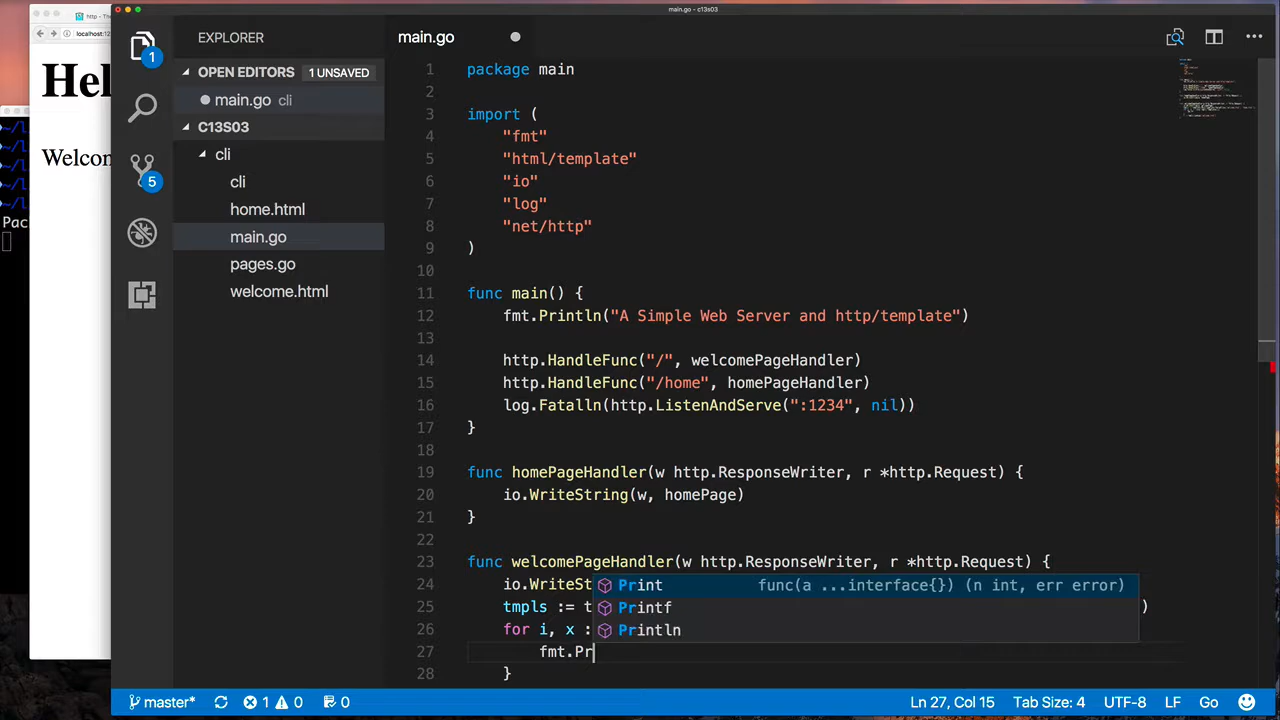 main.go - c13s03
http - The
localhost:12
Hel
Welcom
Pac
EXPLORER
OPEN EDITORS 1 UNSAVED
main.go cli
C13S03
cli
cli
home.html
main.go
pages.go
welcome.html
1
5
main.go
1 package main
2
3 import (
4 "fmt"
5 "html/template"
6 "io"
7 "log"
8 "net/http"
9 )
10
11 func main() {
12 fmt.Println("A Simple Web Server and http/template")
13
14 http.HandleFunc("/", welcomePageHandler)
15 http.HandleFunc("/home", homePageHandler)
16 log.Fatalln(http.ListenAndServe(":1234", nil))
17 }
18
19 func homePageHandler(w http.ResponseWriter, r *http.Request) {
20 io.WriteString(w, homePage)
21 }
22
23 func welcomePageHandler(w http.ResponseWriter, r *http.Request) {
24 io.WriteSt
25 tmpls := t )
26 for i, x :
27 fmt.Pr
28 }
Print func(a ...interface{}) (n int, err error)
Printf
Println
master* 1 0 0 Ln 27, Col 15 Tab Size: 4 UTF-8 LF Go